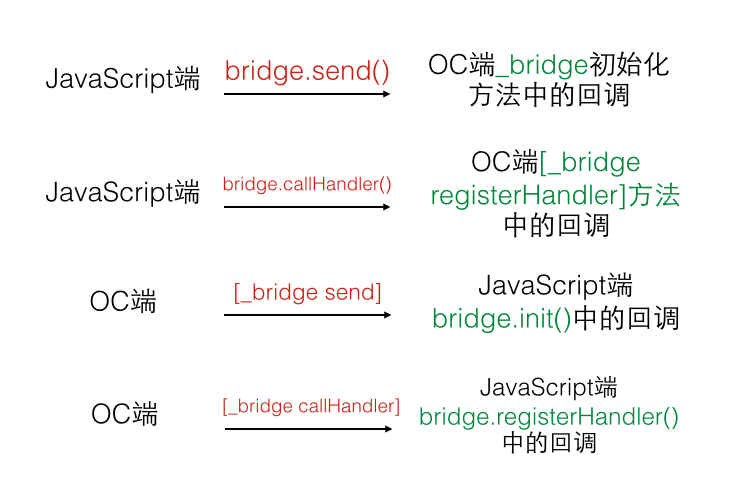 JavaScript端
bridge.send()
OC端_bridge初始化
方法中的回调
JavaScript端
bridge.callHandler()
OC端[_bridge
registerHandler]方法
中的回调
OC端
[_bridge send]
JavaScript端
bridge.init()中的回调
OC端
[_bridge callHandler]
JavaScript端
bridge.registerHandler()
中的回调